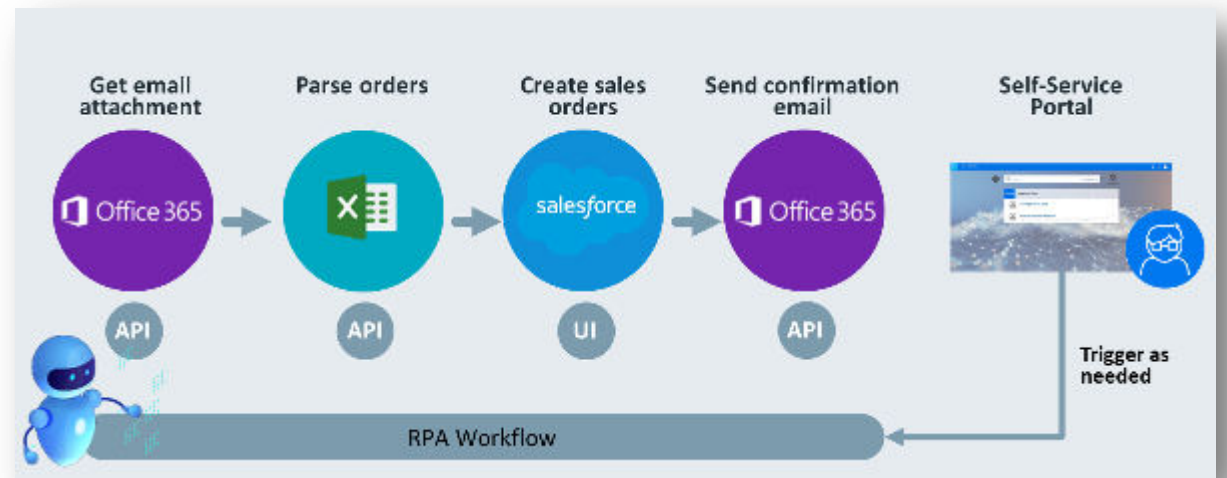 Get email
attachment
Parse orders
Create sales
orders
Send confirmation
email
Self-Service
Portal
Office 365
salesforce
Office 365
API
API
UI
API
Trigger as
needed
RPA Workflow